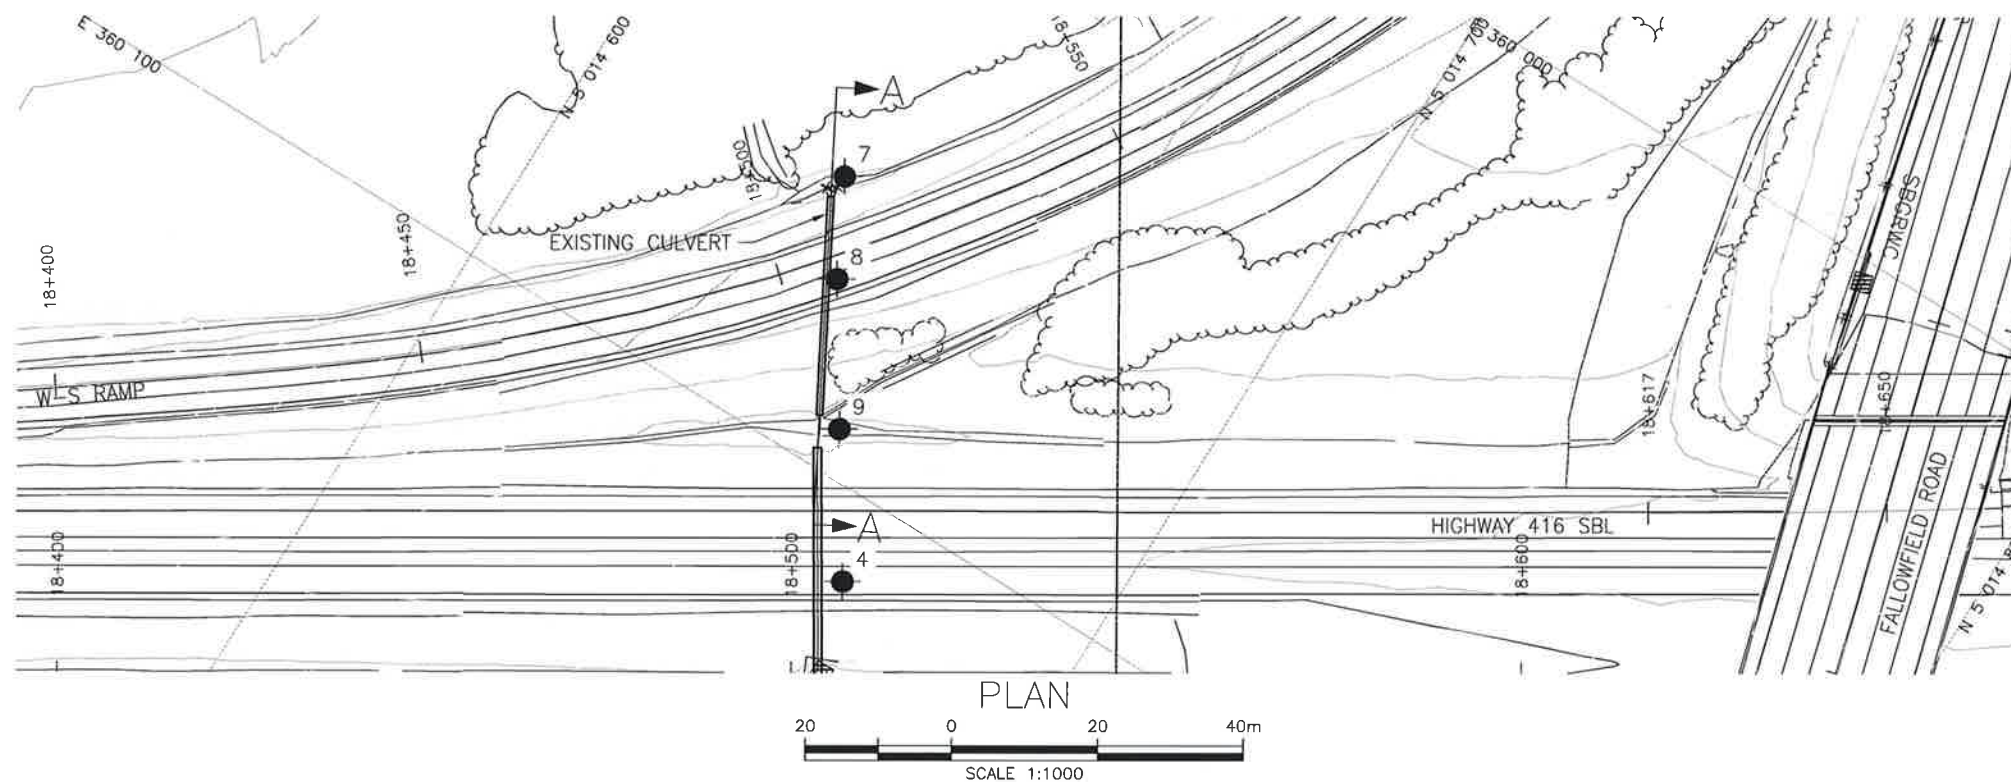 E 360 100
N 5 014 600
18+550
N 5 014 700
360 000
A
7
18+500
SBCRWC
EXISTING CULVERT
8
18+450
18+400
W-S RAMP
9
18+617
18+650
A
HIGHWAY 416 SBL
18+400
18+500
4
18+600
FALLOWFIELD ROAD
N 5 014
PLAN
20 0 20 40m
SCALE 1:1000